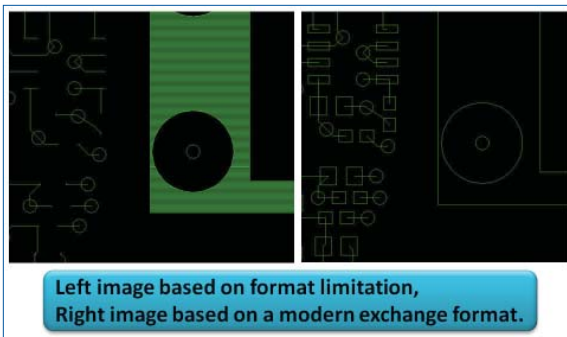 Left image based on format limitation,
Right image based on a modern exchange format.